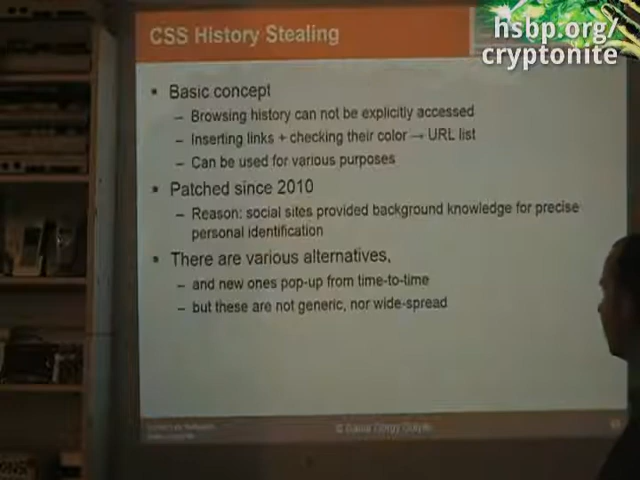 hsbp.org/
cryptonite
CSS History Stealing
• Basic concept
– Browsing history can not be explicitly accessed
– Inserting links + checking their color → URL list
– Can be used for various purposes
• Patched since 2010
– Reason: social sites provided background knowledge for precise
personal identification
• There are various alternatives,
– and new ones pop-up from time-to-time
– but these are not generic, nor wide-spread
©